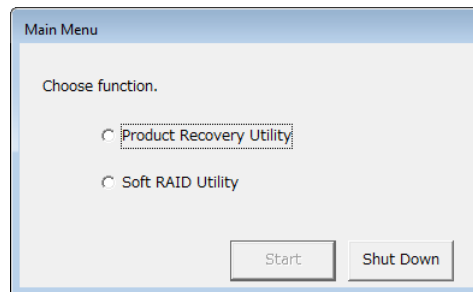 Main Menu
Choose function.
Product Recovery Utility
Soft RAID Utility
Start
Shut Down